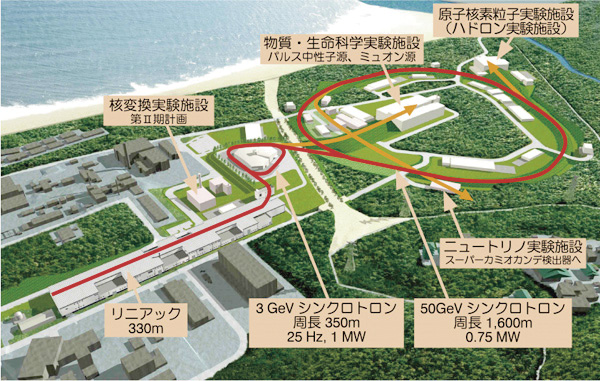 原子核素粒子実験施設
（ハドロン実験施設）
物質・生命科学実験施設
パルス中性子源、ミュオン源
核変換実験施設
第Ⅱ期計画
ニュートリノ実験施設
スーパーカミオカンデ検出器へ
リニアック
330m
3 GeV シンクロトロン
周長 350m
25 Hz, 1 MW
50GeV シンクロトロン
周長 1,600m
0.75 MW